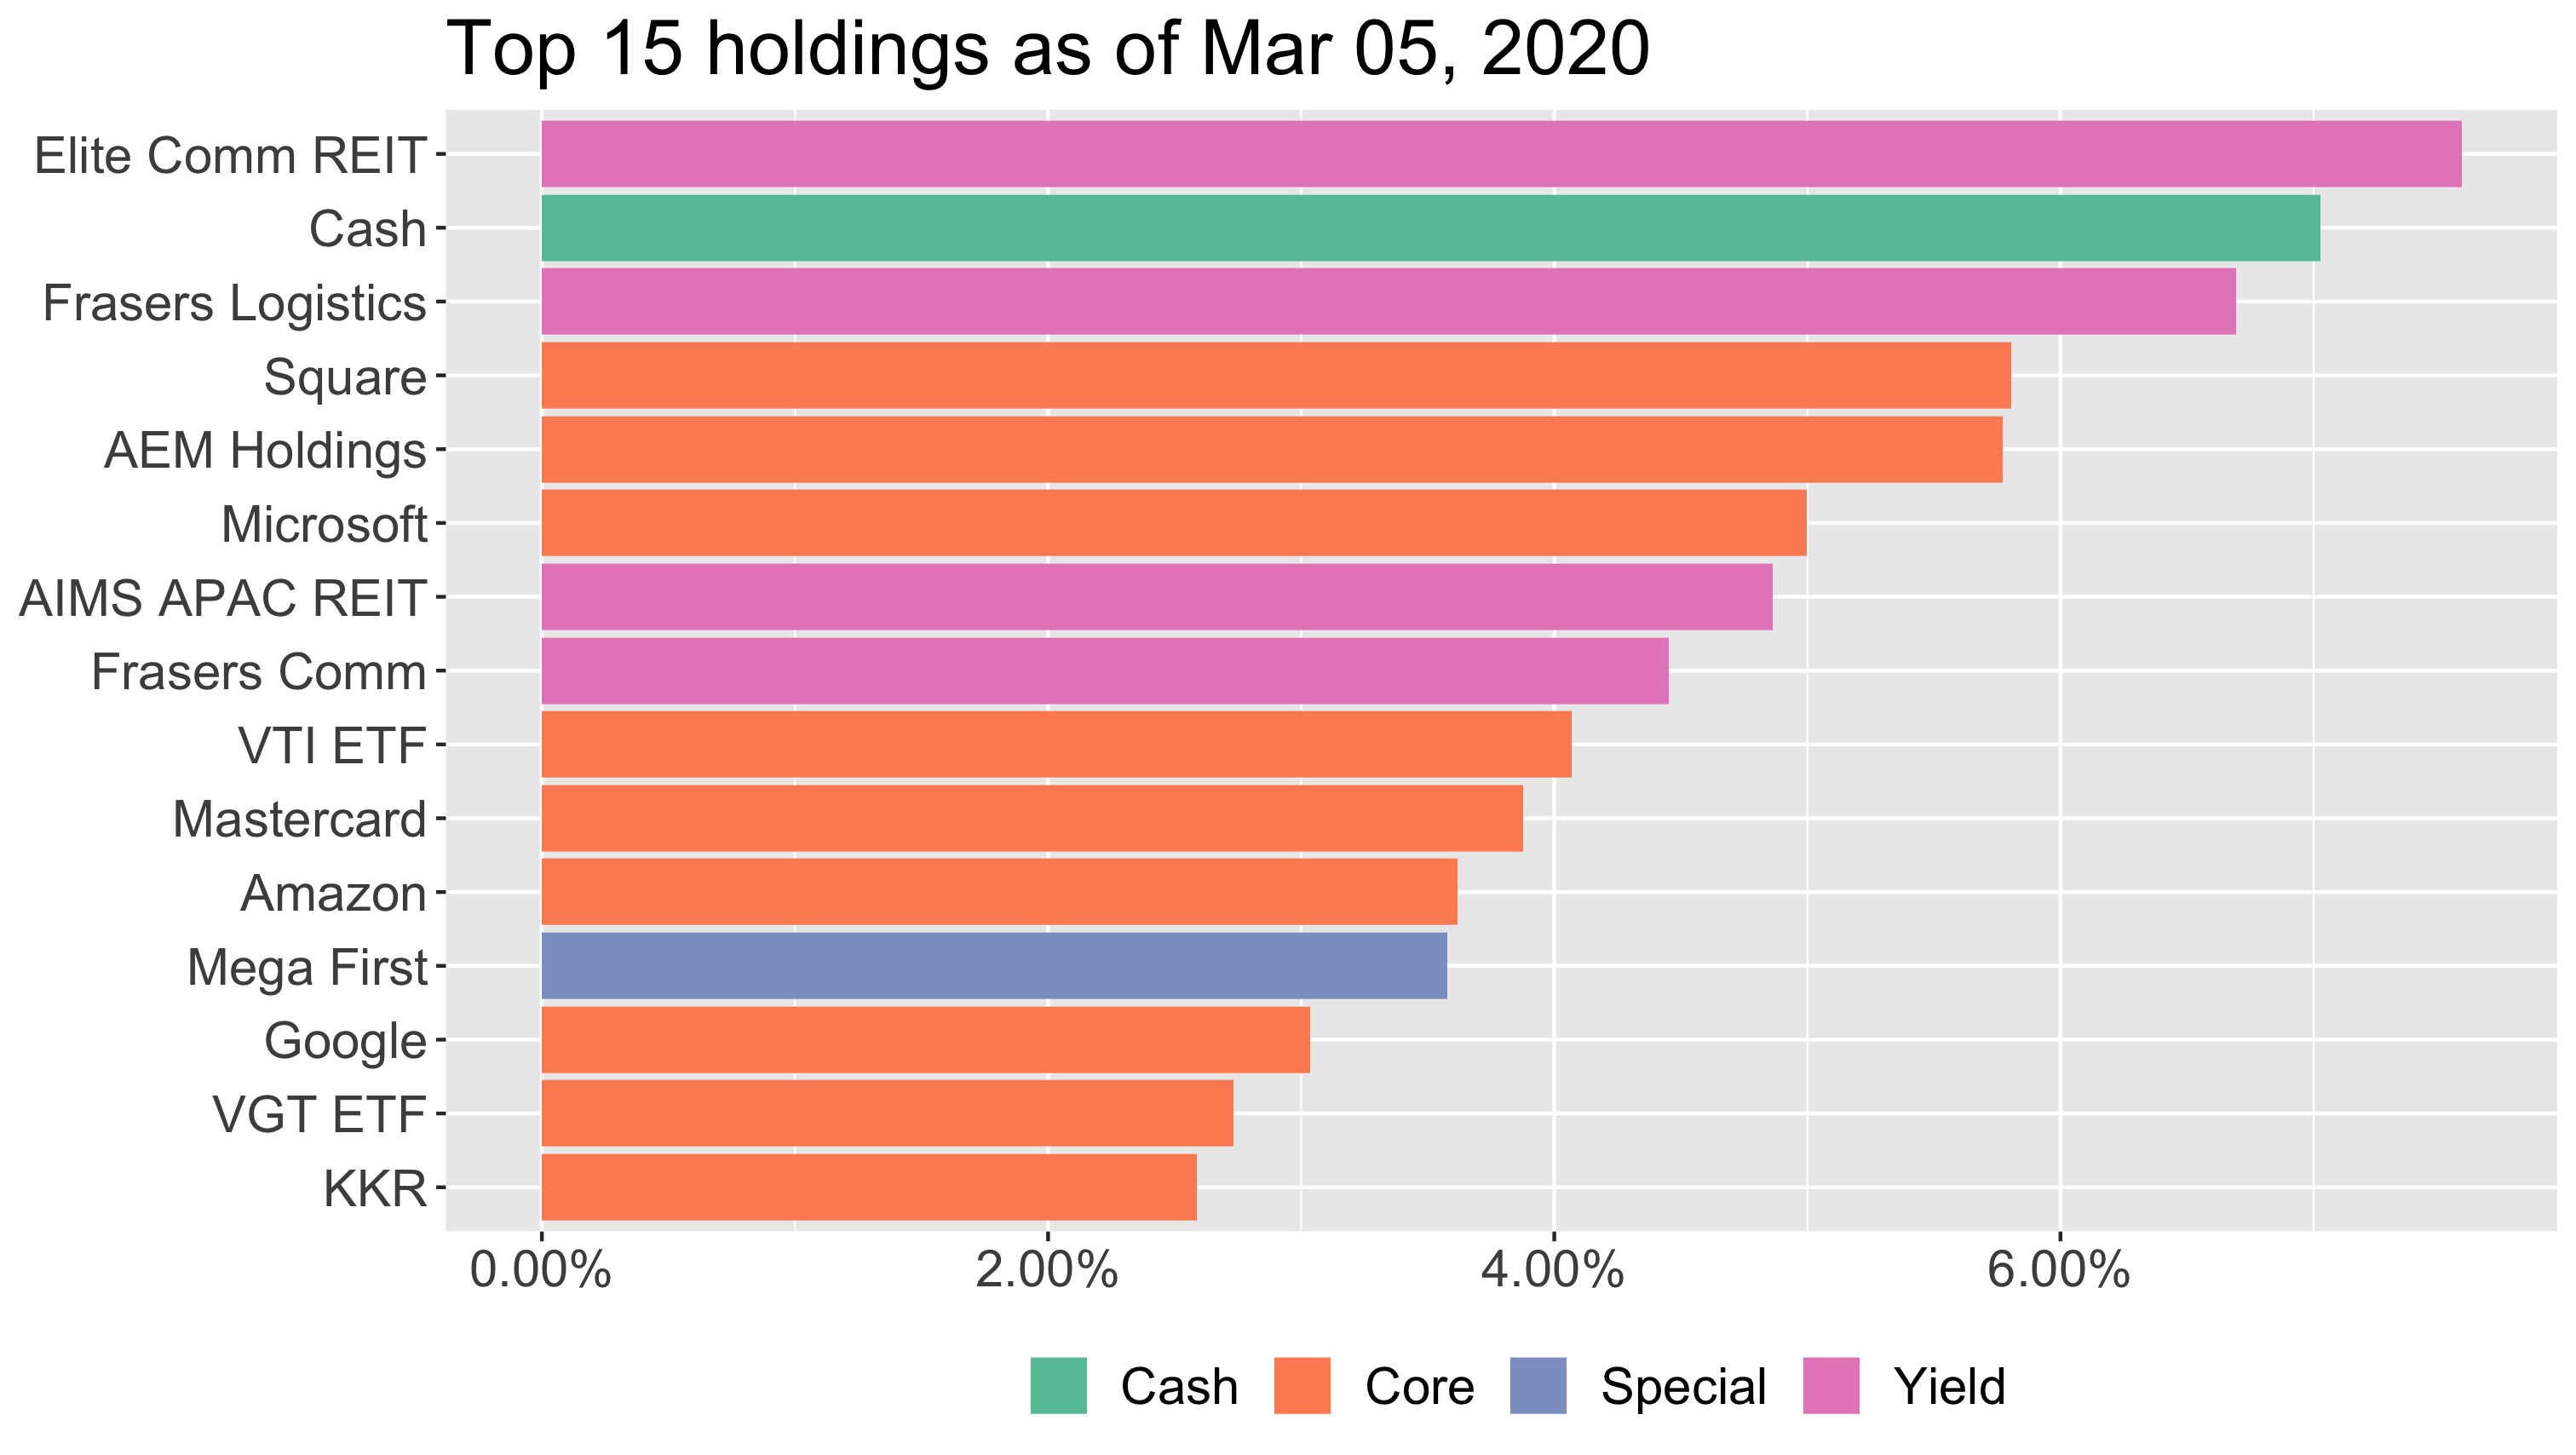 Top 15 holdings as of Mar 05, 2020
Elite Comm REIT
Cash
Frasers Logistics
Square
AEM Holdings
Microsoft
AIMS APAC REIT
Frasers Comm
VTI ETF
Mastercard
Amazon
Mega First
Google
VGT ETF
KKR
0.00% 2.00% 4.00% 6.00%
Cash Core Special Yield